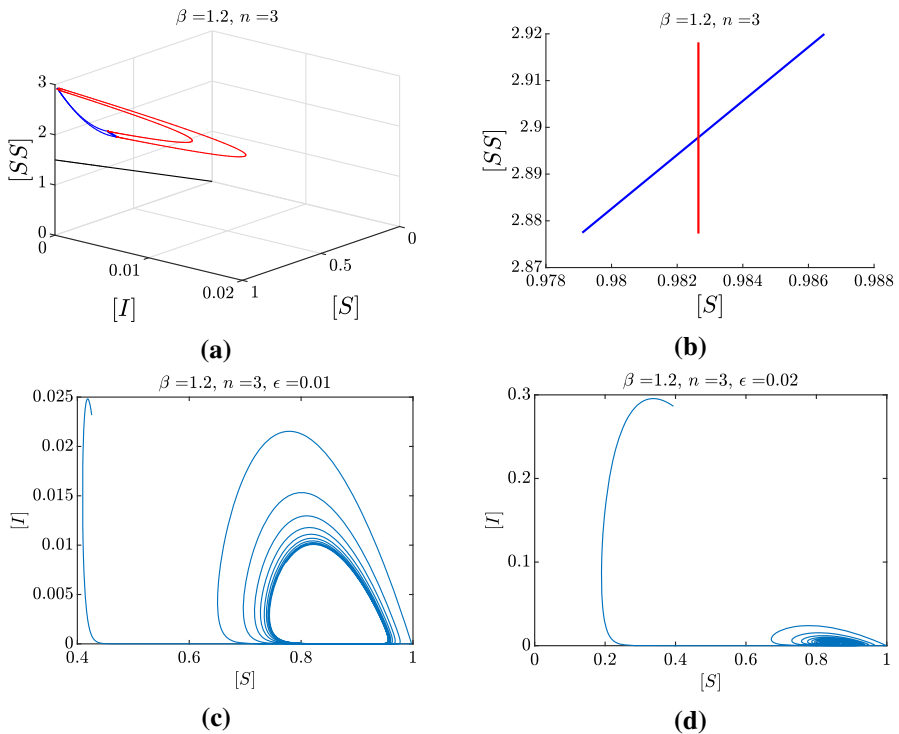 β =1.2, n =3
3
2
1
0
[SS]
0
0.01
0.02
[I]
1
0.5
0
[S]
(a)
β =1.2, n =3
2.92
2.91
2.9
2.89
2.88
2.87
[SS]
0.978
0.98
0.982
0.984
0.986
0.988
[S]
(b)
β =1.2, n =3, ϵ =0.01
0.025
0.02
0.015
0.01
0.005
0
[I]
0.4
0.6
0.8
1
[S]
(c)
β =1.2, n =3, ϵ =0.02
0.3
0.2
0.1
0
[I]
0
0.2
0.4
0.6
0.8
1
[S]
(d)